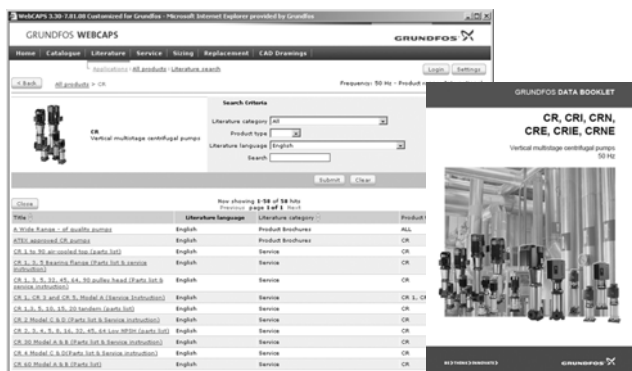 WebCAPS 3.30-7.01.08 Customized for Grundfos - Microsoft Internet Explorer provided by Grundfos
GRUNDFOS WEBCAPS
GRUNDFOS
Home Catalogue Literature Service Sizing Replacement CAD Drawings
Applications All products Literature search
Login Settings
< Back All products > CR
Frequency: 50 Hz - Product
Search Criteria
Literature category All
CR
Vertical multistage centrifugal pumps
Product type
Literature language English
Search
Submit Clear
Close
Now showing 1-58 of 58 hits
Previous page 1 of 1 Next
Title Literature language Literature category Product
A Wide Range - of quality pumps English Product Brochures ALL
ATEX approved CR pumps English Product Brochures CR
CR 1 to 90 air-cooled top (parts list) English Service CR
CR 1, 3, 5 Bearing flange (Parts list & service instruction) English Service CR
CR 1, 3, 5, 32, 45, 64, 90 pulley head (Parts list & service instruction) English Service CR
CR 1, CR 3 and CR 5, Model A (Service Instruction) English Service CR 1, CR
CR 1,3, 5, 10, 15, 20 tandem (parts list) English Service CR
CR 2 Model C & D (Parts list & Service instruction) English Service CR
CR 2, 3, 4, 5, 8, 16, 32, 45, 64 Low NPSH (parts list) English Service CR
CR 30 Model A & B (Parts list & Service instruction) English Service CR
CR 4 Model C & D(Parts list & Service instruction) English Service CR
CR 60 Model A & B (Parts list) English Service CR
GRUNDFOS DATA BOOKLET
CR, CRI, CRN,
CRE, CRIE, CRNE
Vertical multistage centrifugal pumps
50 Hz
GRUNDFOS